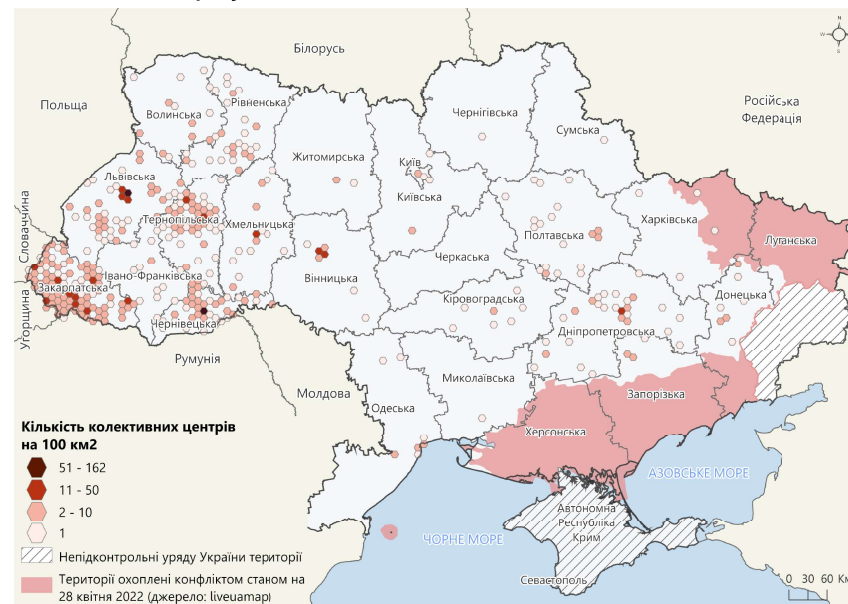 N
W
S
Білорусь
Польща
Російська
Федерація
Волинська
Рівненська
Чернігівська
Сумська
Житомирська
Київ
Київська
Львівська
Тернопільська
Хмельницька
Полтавська
Харківська
Луганська
Словаччина
Черкаська
Вінницька
Івано-Франківська
Закарпатська
Угорщина
Кіровоградська
Донецька
Чернівецька
Дніпропетровська
Румунія
Молдова
Миколаївська
Запорізька
Одеська
Херсонська
АЗОВСЬКЕ МОРЕ
ЧОРНЕ МОРЕ
Автономна
Республіка
Крим
Севастополь
Кількість колективних центрів
на 100 км2
51 - 162
11 - 50
2 - 10
1
Непідконтрольні уряду України території
Території охоплені конфліктом станом на
28 квітня 2022 (джерело: liveuamap)
0 30 60 Км